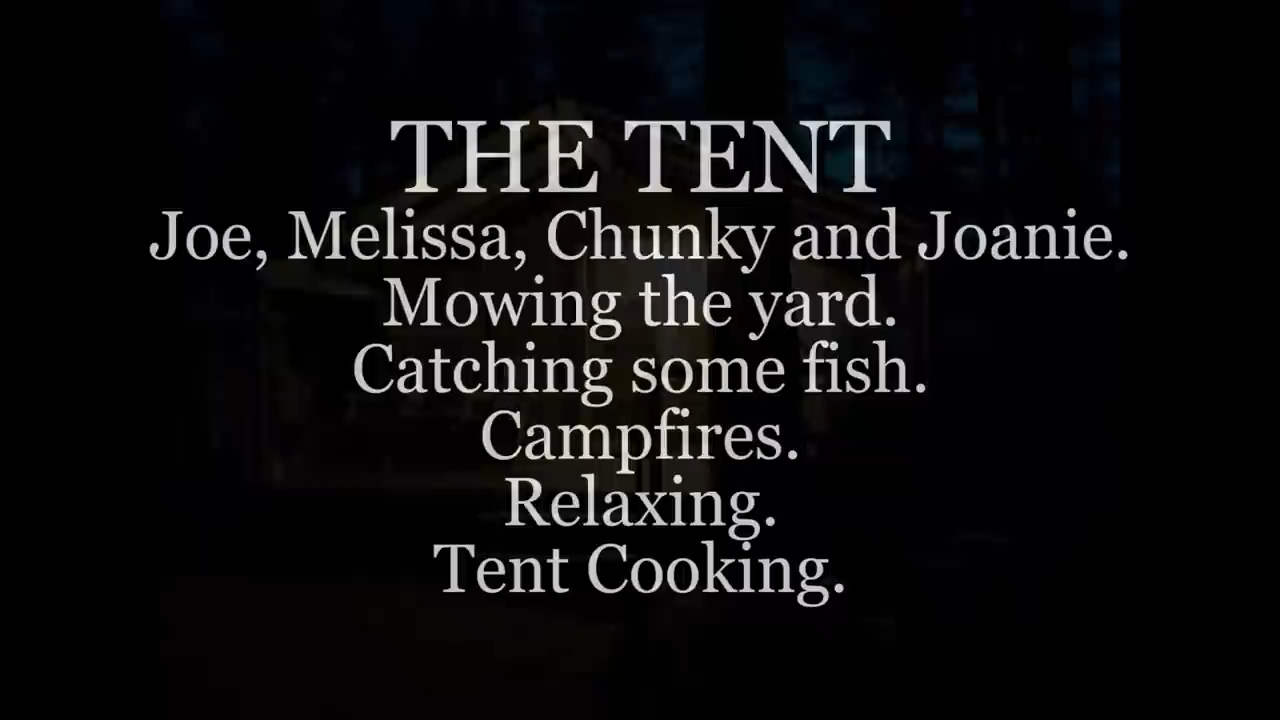 THE TENT
Joe, Melissa, Chunky and Joanie.
Mowing the yard.
Catching some fish.
Campfires.
Relaxing.
Tent Cooking.